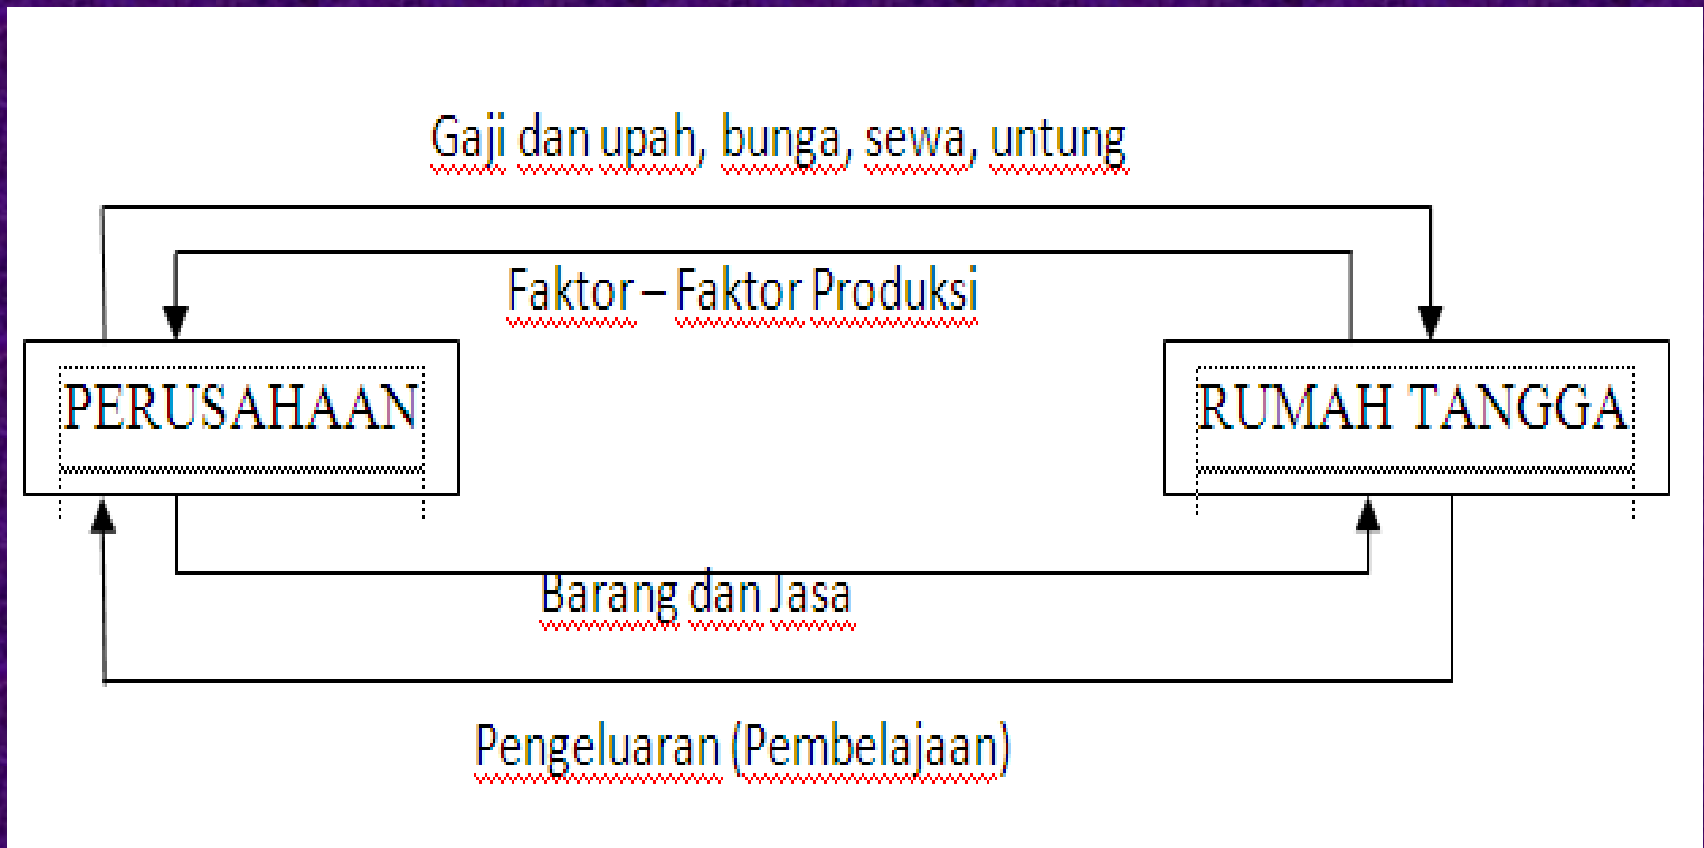 Gaji dan upah, bunga, sewa, untung
Faktor – Faktor Produksi
PERUSAHAAN
RUMAH TANGGA
Barang dan Jasa
Pengeluaran (Pembelajaan)